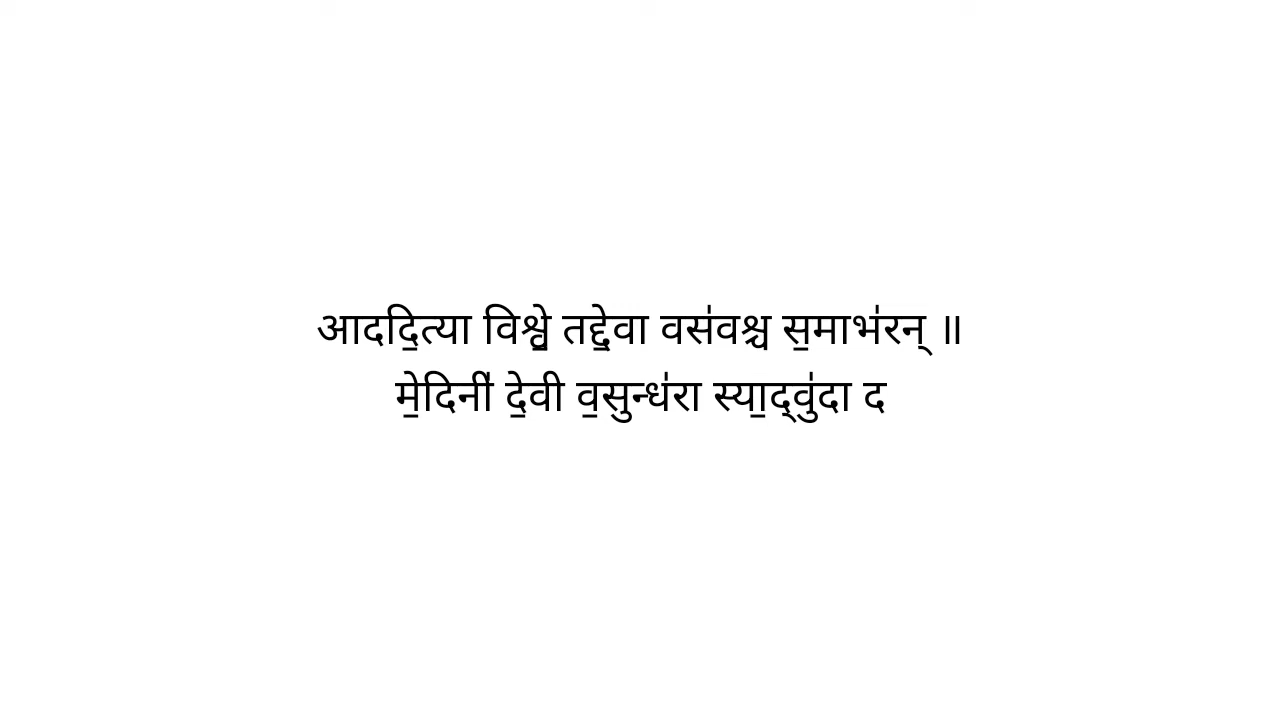 आददि॒त्या विश्वे॒ तद्दे॒वा वस॑वश्च स॒माभ॑रन् ॥
मे॒दिनी॑ दे॒वी व॒सुन्ध॑रा स्या॒द्वु॑दा द